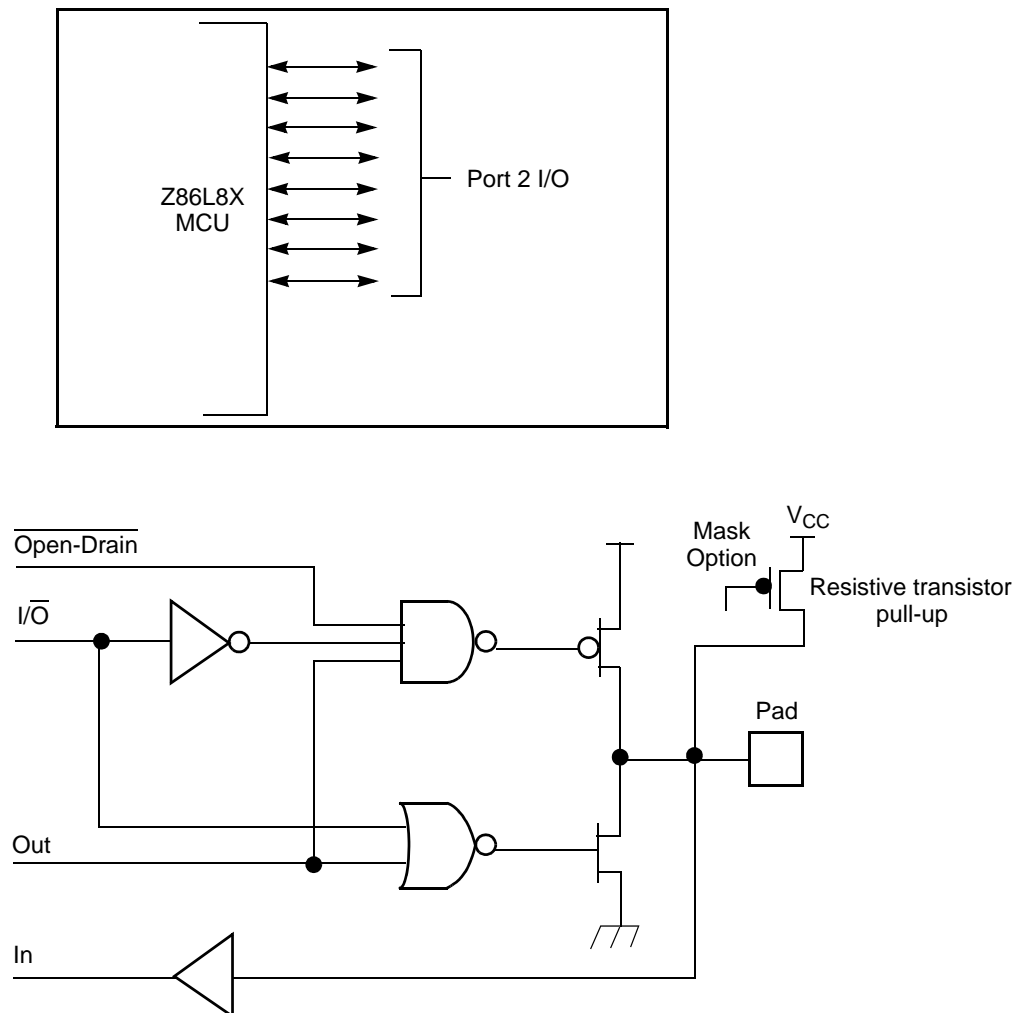 Z86L8X
MCU
Port 2 I/O
Open-Drain
I/O
Out
In
Mask
Option
VCC
Resistive transistor
pull-up
Pad